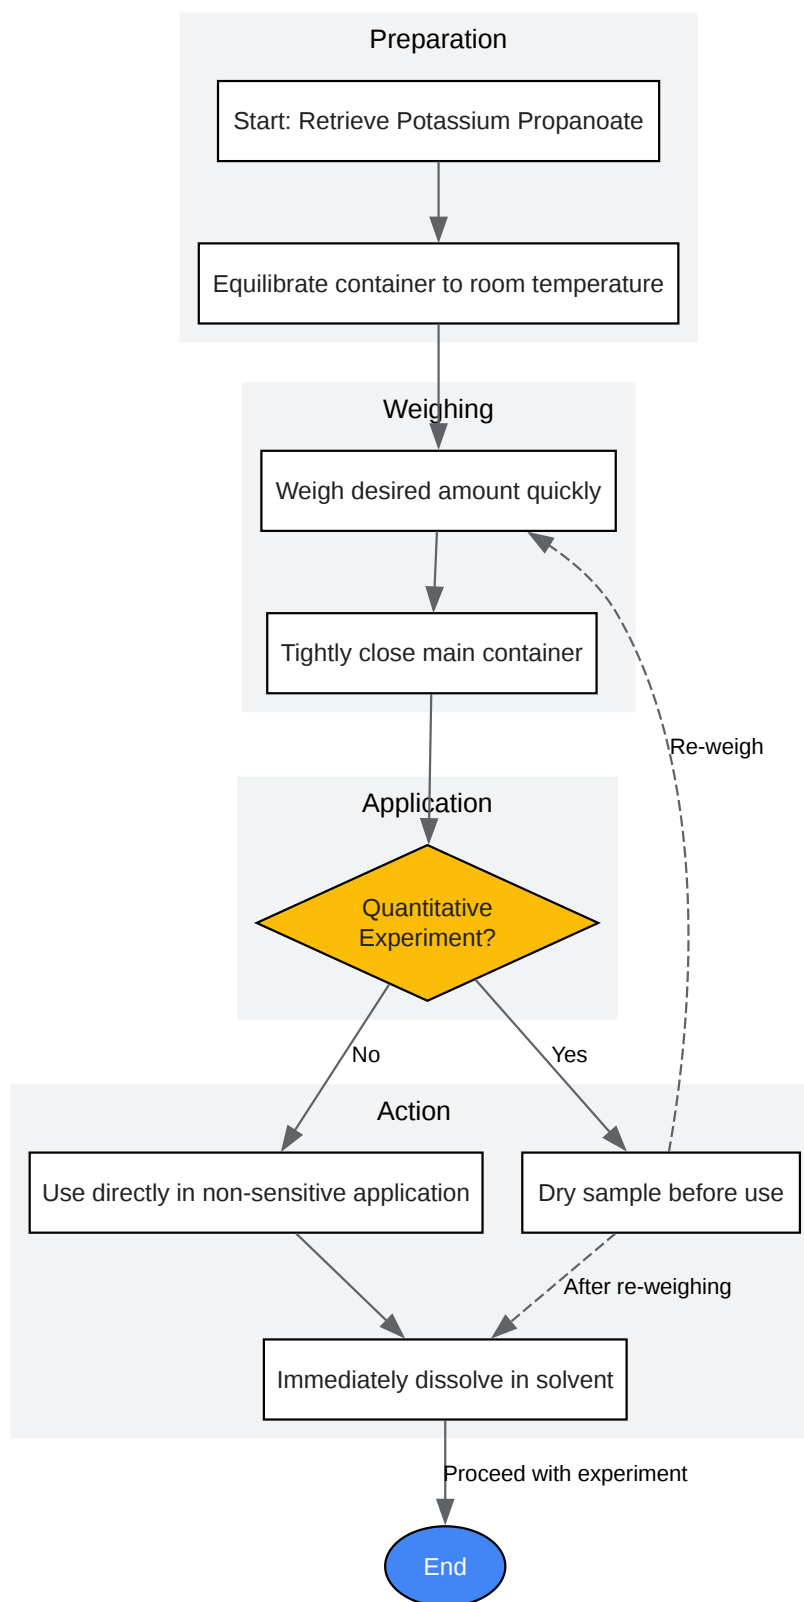 Preparation
Start: Retrieve Potassium Propanoate
Equilibrate container to room temperature
Weighing
Weigh desired amount quickly
Tightly close main container
Re-weigh
Application
Quantitative
Experiment?
No
Yes
Action
Use directly in non-sensitive application
Dry sample before use
After re-weighing
Immediately dissolve in solvent
Proceed with experiment
End